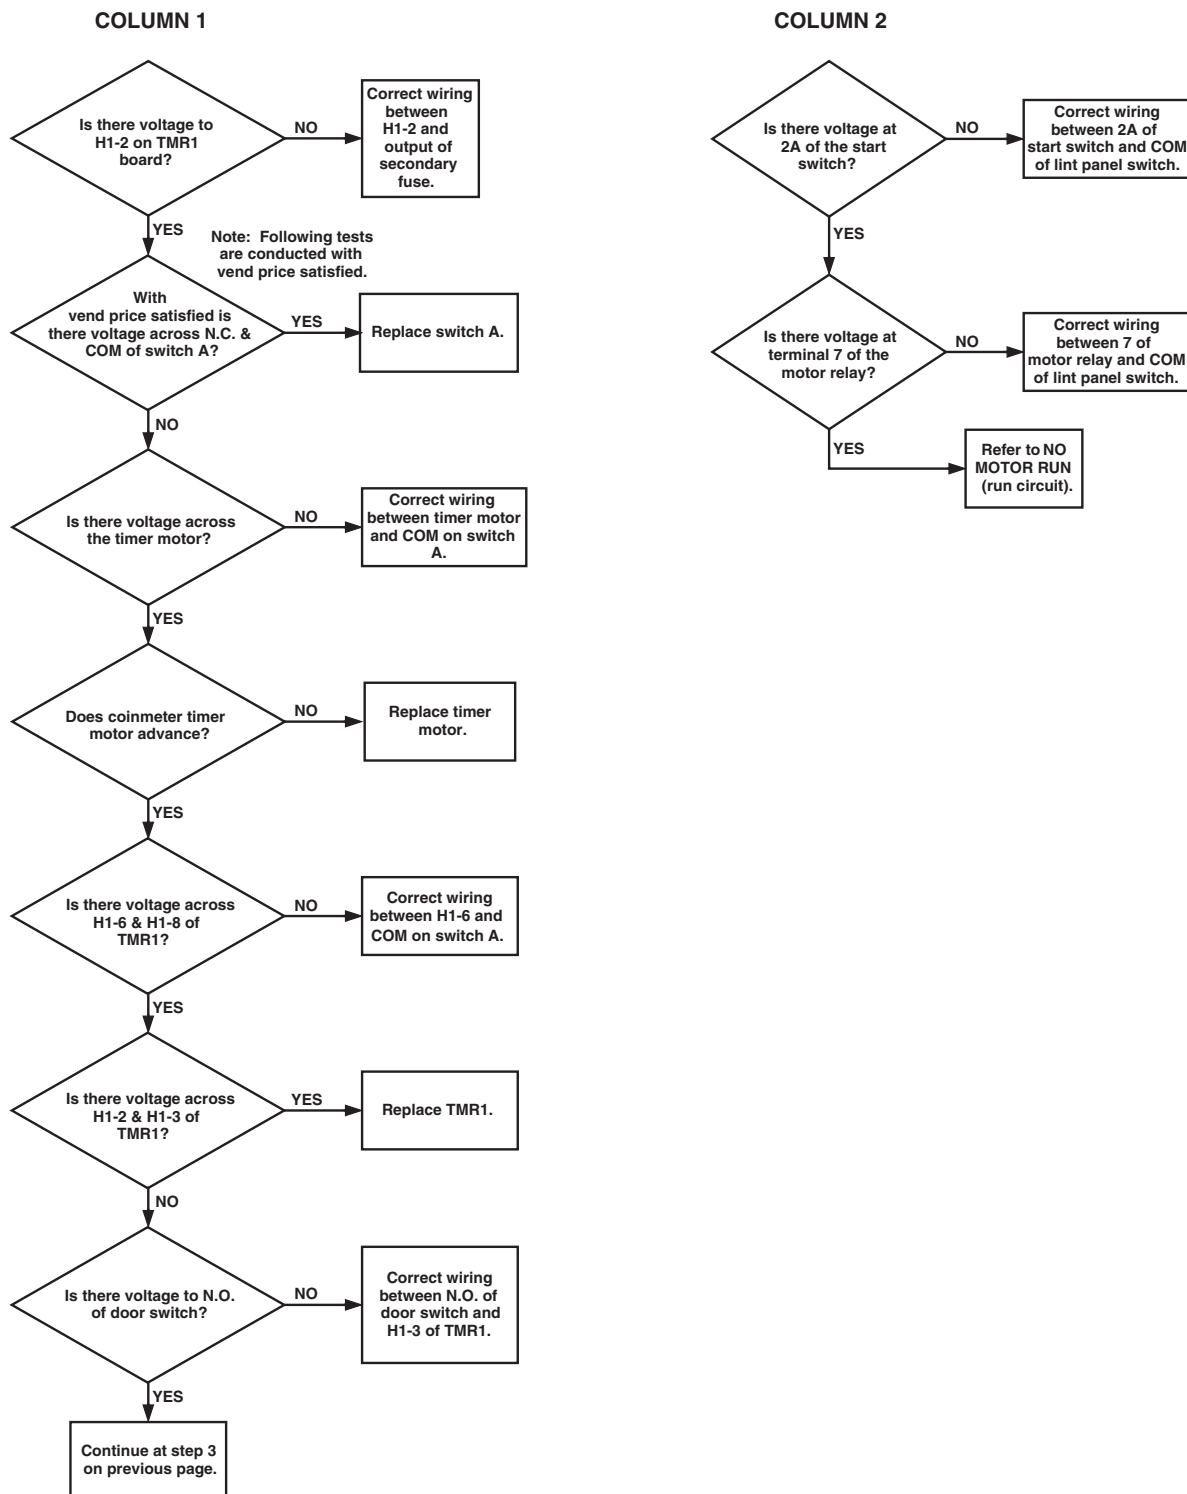 COLUMN 1
Is there voltage to
H1-2 on TMR1
board?
NO
Correct wiring
between
H1-2 and
output of
secondary
fuse.
YES
Note: Following tests
are conducted with
vend price satisfied.
With
vend price satisfied is
there voltage across N.C. &
COM of switch A?
YES
Replace switch A.
NO
Is there voltage across
the timer motor?
NO
Correct wiring
between timer motor
and COM on switch
A.
YES
Does coinmeter timer
motor advance?
NO
Replace timer
motor.
YES
Is there voltage across
H1-6 & H1-8 of
TMR1?
NO
Correct wiring
between H1-6 and
COM on switch A.
YES
Is there voltage across
H1-2 & H1-3 of
TMR1?
YES
Replace TMR1.
NO
Is there voltage to N.O.
of door switch?
NO
Correct wiring
between N.O. of
door switch and
H1-3 of TMR1.
YES
Continue at step 3
on previous page.
COLUMN 2
Is there voltage at
2A of the start
switch?
NO
Correct wiring
between 2A of
start switch and COM
of lint panel switch.
YES
Is there voltage at
terminal 7 of the
motor relay?
NO
Correct wiring
between 7 of
motor relay and COM
of lint panel switch.
YES
Refer to NO
MOTOR RUN
(run circuit).